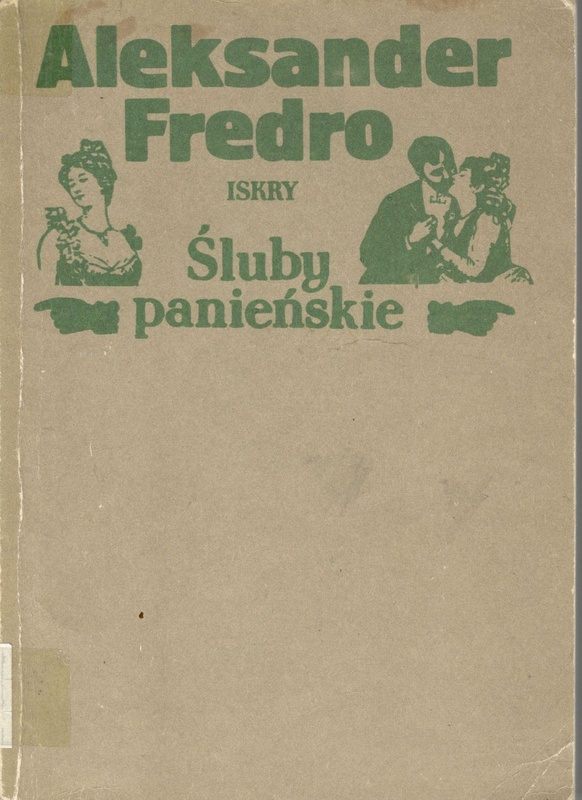 Aleksander
Fredro
ISKRY
Śluby
panieńskie